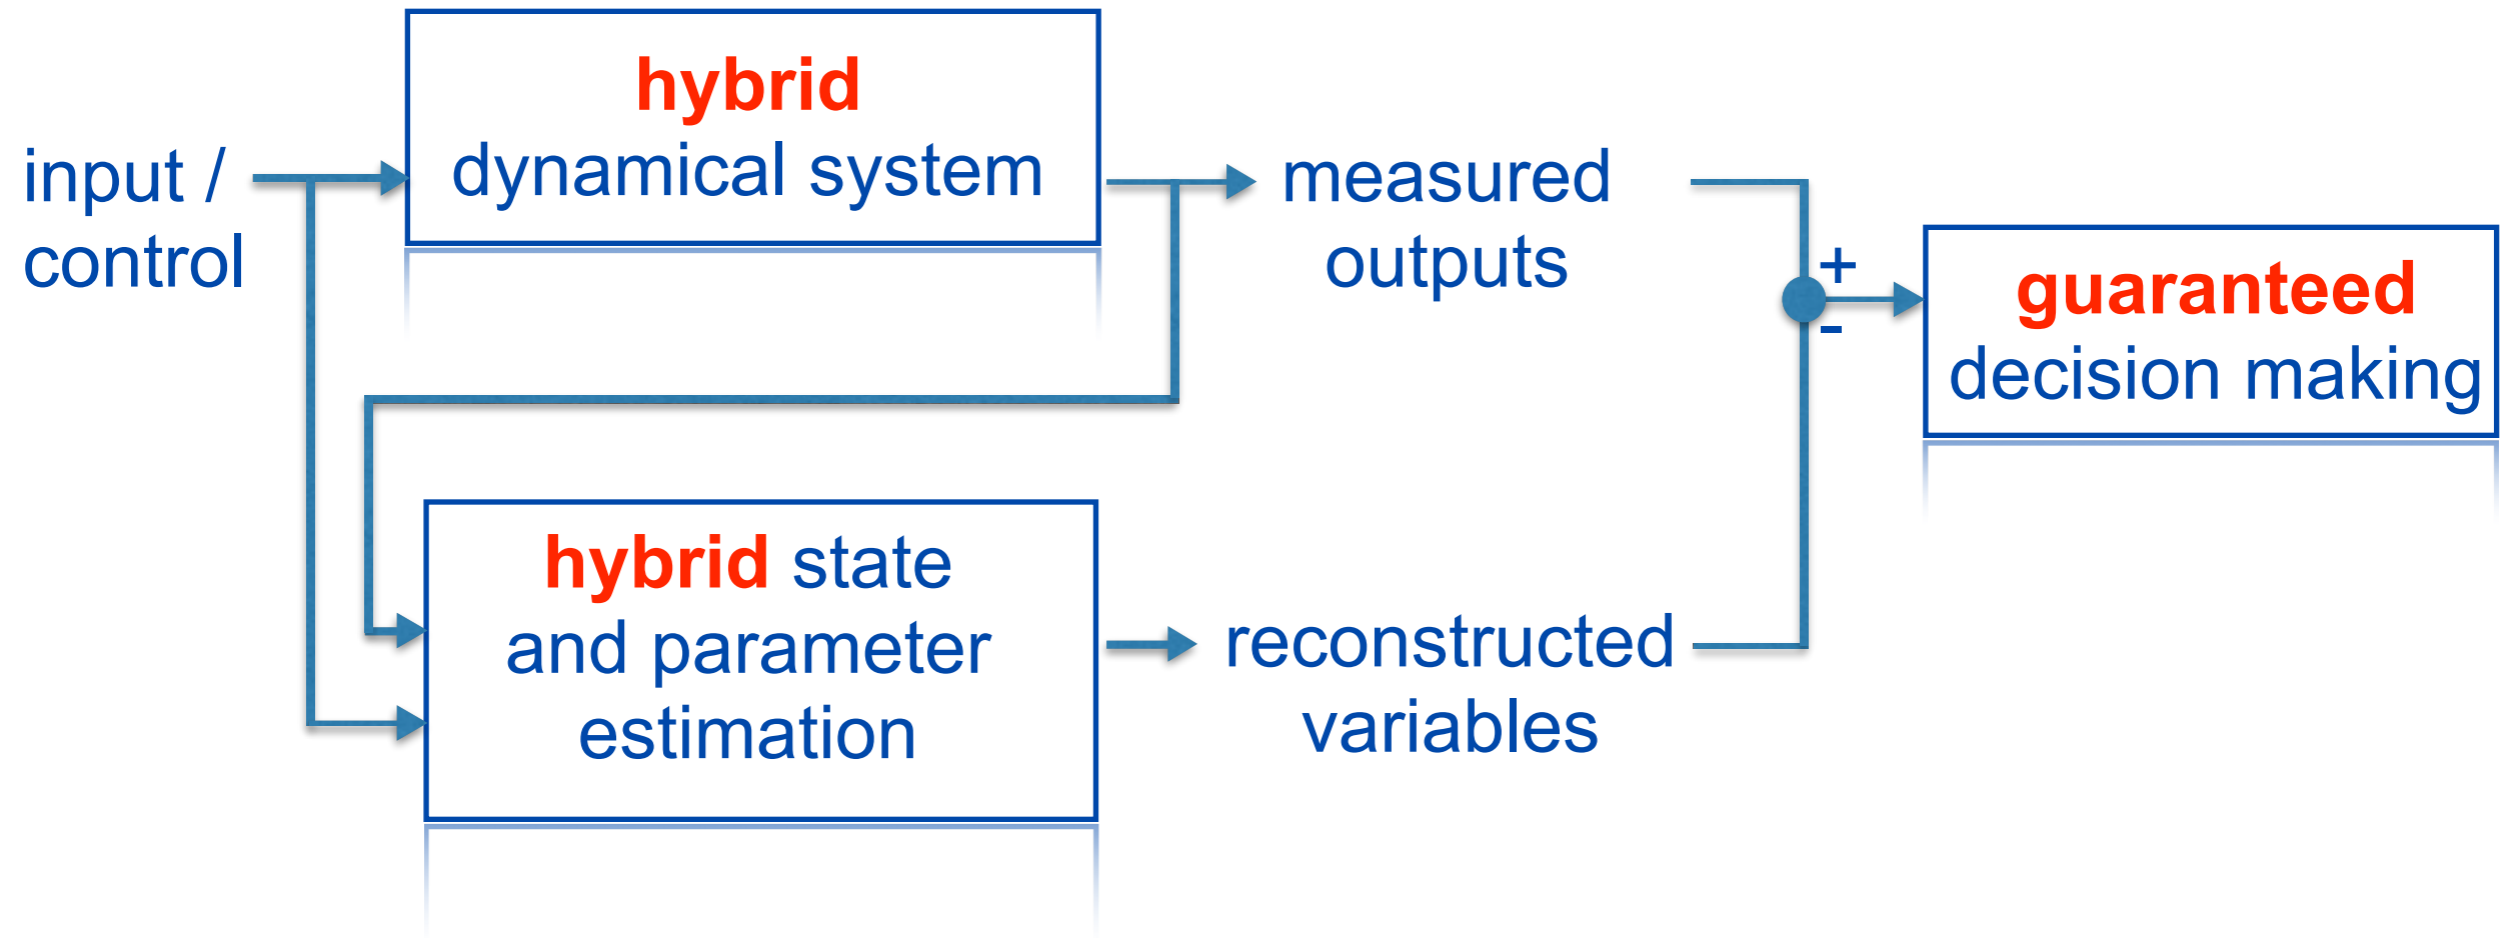 input /
control
hybrid
dynamical system
measured
outputs
+
-
guaranteed
decision making
hybrid state
and parameter
estimation
reconstructed
variables